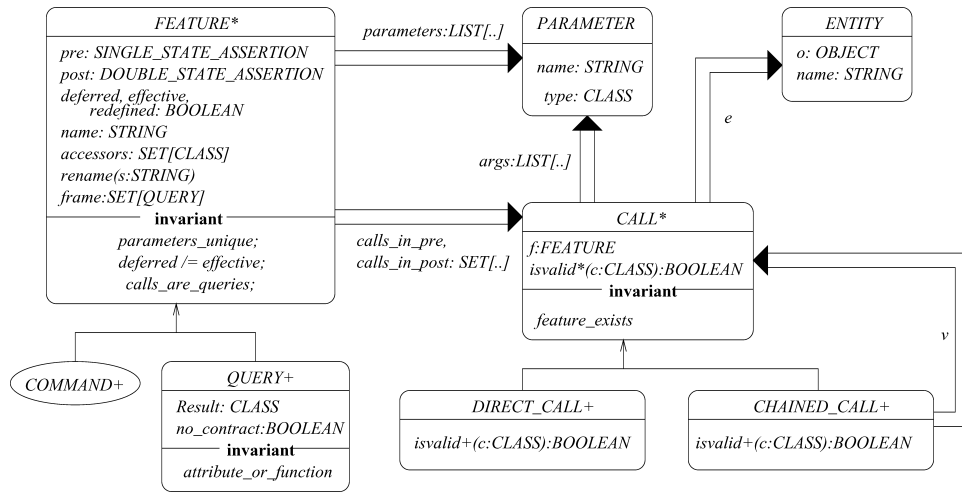 FEATURE*
pre: SINGLE_STATE_ASSERTION
post: DOUBLE_STATE_ASSERTION
deferred, effective,
redefined: BOOLEAN
name: STRING
accessors: SET[CLASS]
rename(s:STRING)
frame:SET[QUERY]
invariant
parameters_unique;
deferred /= effective;
calls_are_queries;
parameters:LIST[..]
PARAMETER
name: STRING
type: CLASS
ENTITY
o: OBJECT
name: STRING
e
args:LIST[..]
calls_in_pre,
calls_in_post: SET[..]
CALL*
f:FEATURE
isvalid*(c:CLASS):BOOLEAN
invariant
feature_exists
v
COMMAND+
QUERY+
Result: CLASS
no_contract:BOOLEAN
invariant
attribute_or_function
DIRECT_CALL+
isvalid+(c:CLASS):BOOLEAN
CHAINED_CALL+
isvalid+(c:CLASS):BOOLEAN